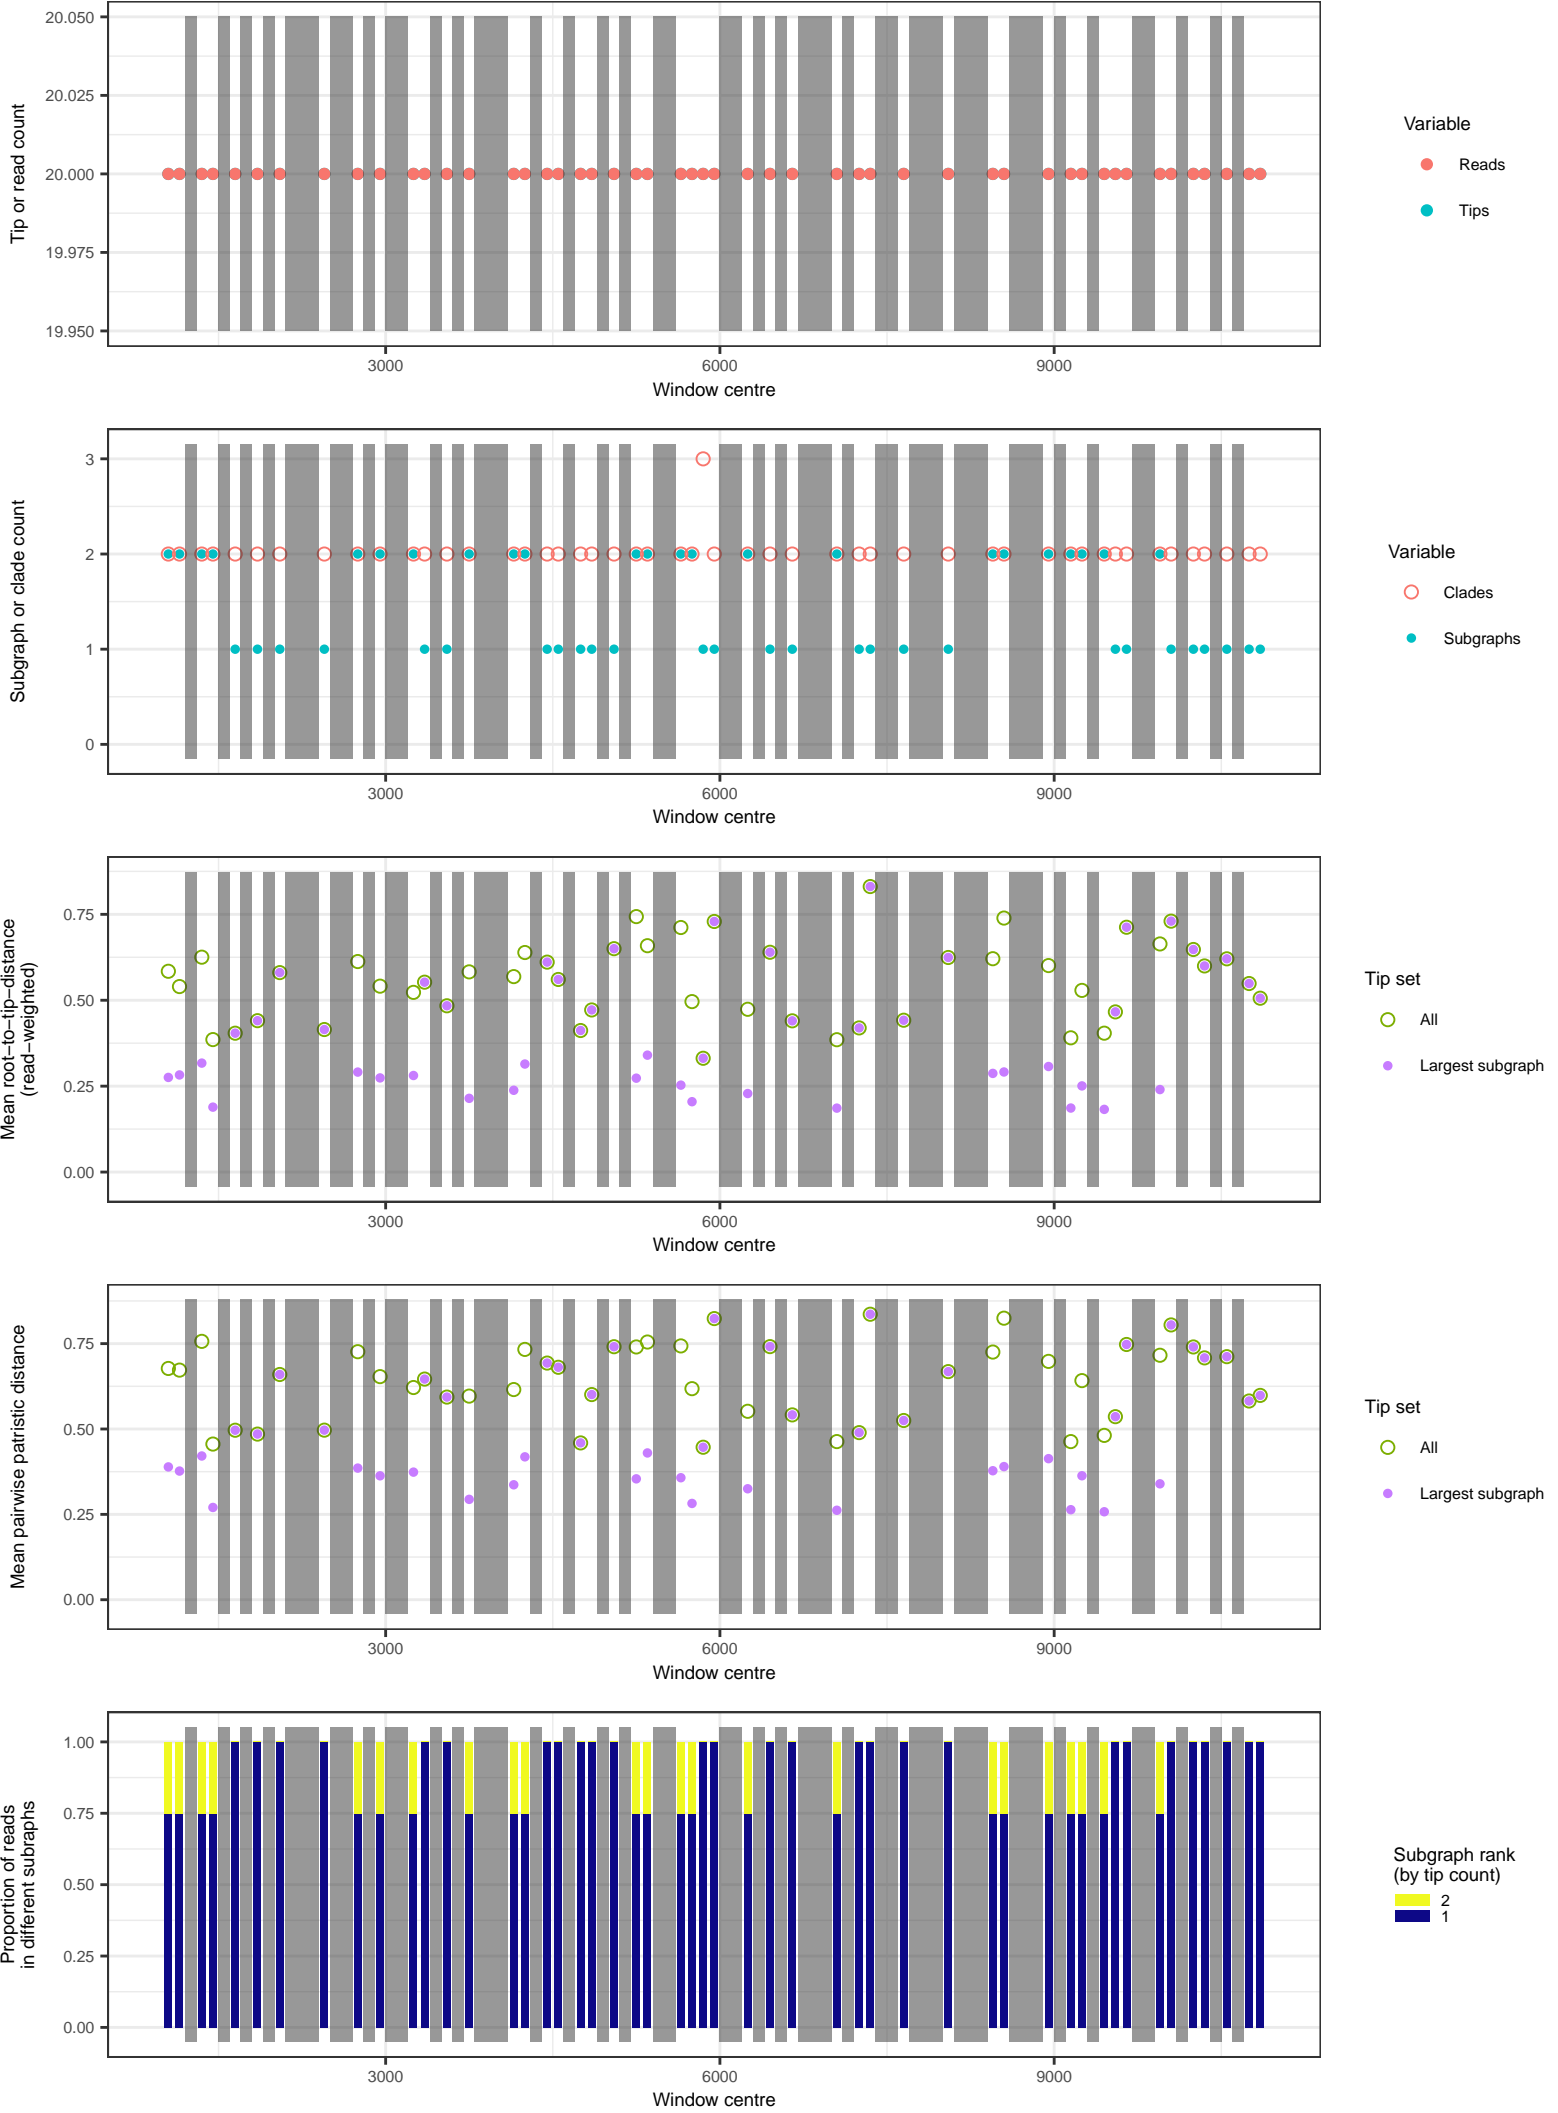 20.050
20.025
20.000
19.975
19.950
Tip or read count
3000
6000
9000
Window centre
Variable
Reads
Tips
3
2
1
0
Subgraph or clade count
3000
6000
9000
Window centre
Variable
Clades
Subgraphs
0.75
0.50
0.25
0.00
Mean root−to−tip−distance
(read−weighted)
3000
6000
9000
Window centre
Tip set
All
Largest subgraph
0.75
0.50
0.25
0.00
Mean pairwise patristic distance
3000
6000
9000
Window centre
Tip set
All
Largest subgraph
1.00
0.75
0.50
0.25
0.00
Proportion of reads
in different subraphs
3000
6000
9000
Window centre
Subgraph rank
(by tip count)
2
1